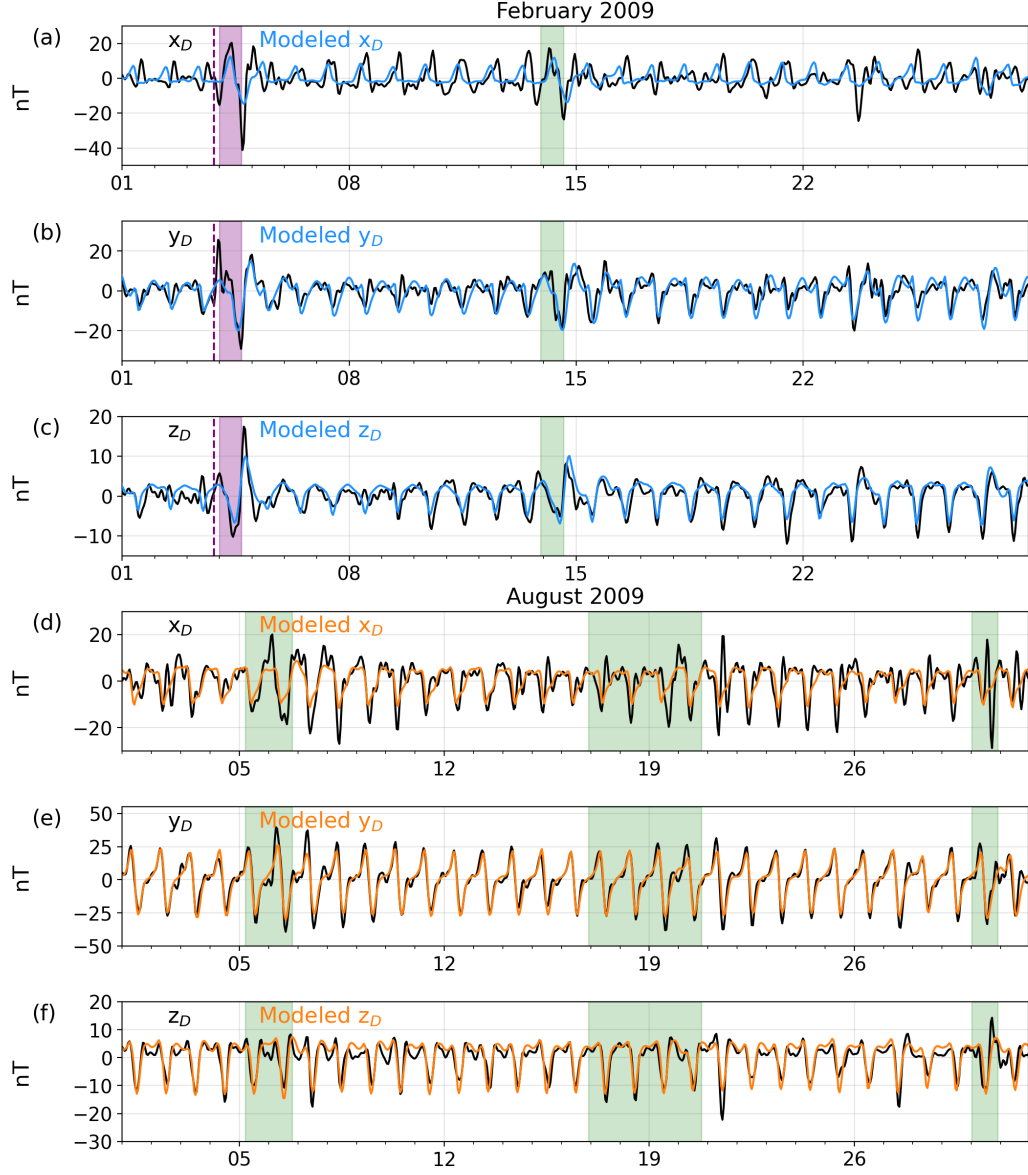 February 2009
(a)
x_D Modeled x_D
nT
20
0
−20
−40
01 08 15 22
(b)
y_D Modeled y_D
nT
20
0
−20
01 08 15 22
(c)
z_D Modeled z_D
nT
20
10
0
−10
01 08 15 22
August 2009
(d)
x_D Modeled x_D
nT
20
0
−20
05 12 19 26
(e)
y_D Modeled y_D
nT
50
25
0
−25
−50
05 12 19 26
(f)
z_D Modeled z_D
nT
20
10
0
−10
−20
−30
05 12 19 26